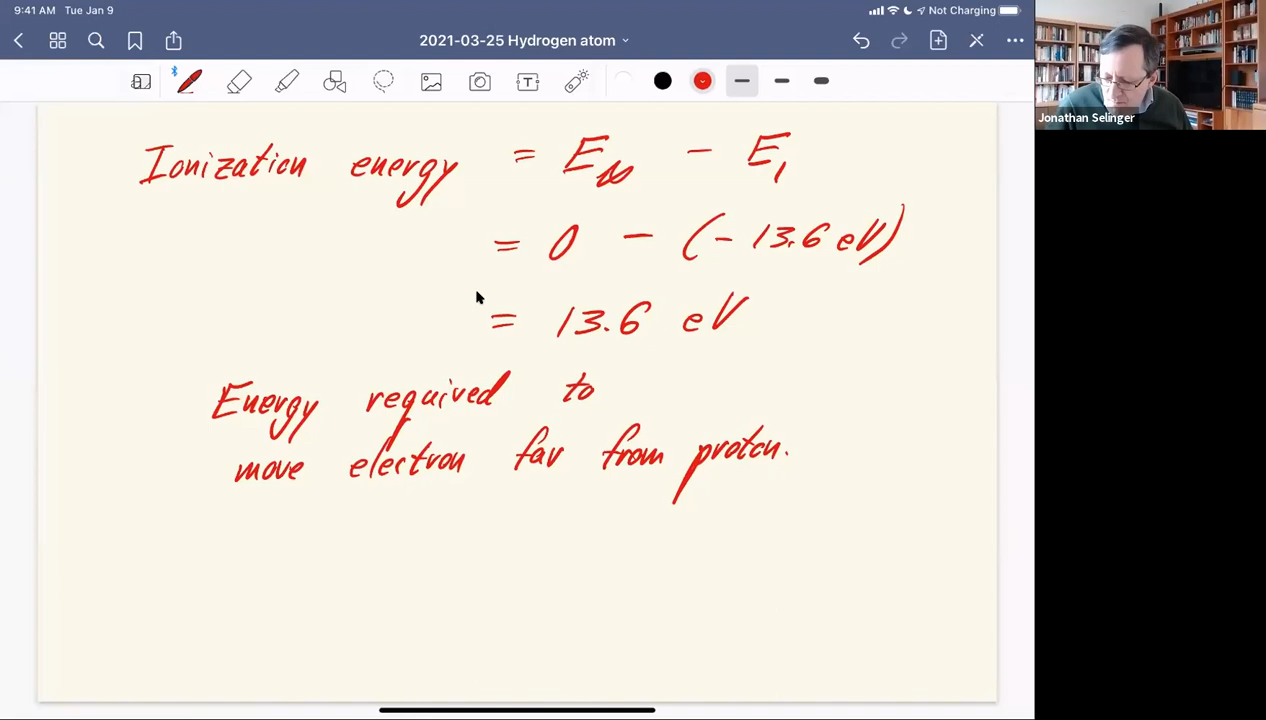 9:41 AM Tue Jan 9
Not Charging
2021-03-25 Hydrogen atom
Jonathan Selinger
Ionization energy = E∞ - E₁
= 0 - (-13.6 eV)
= 13.6 eV
Energy required to
move electron far from proton.